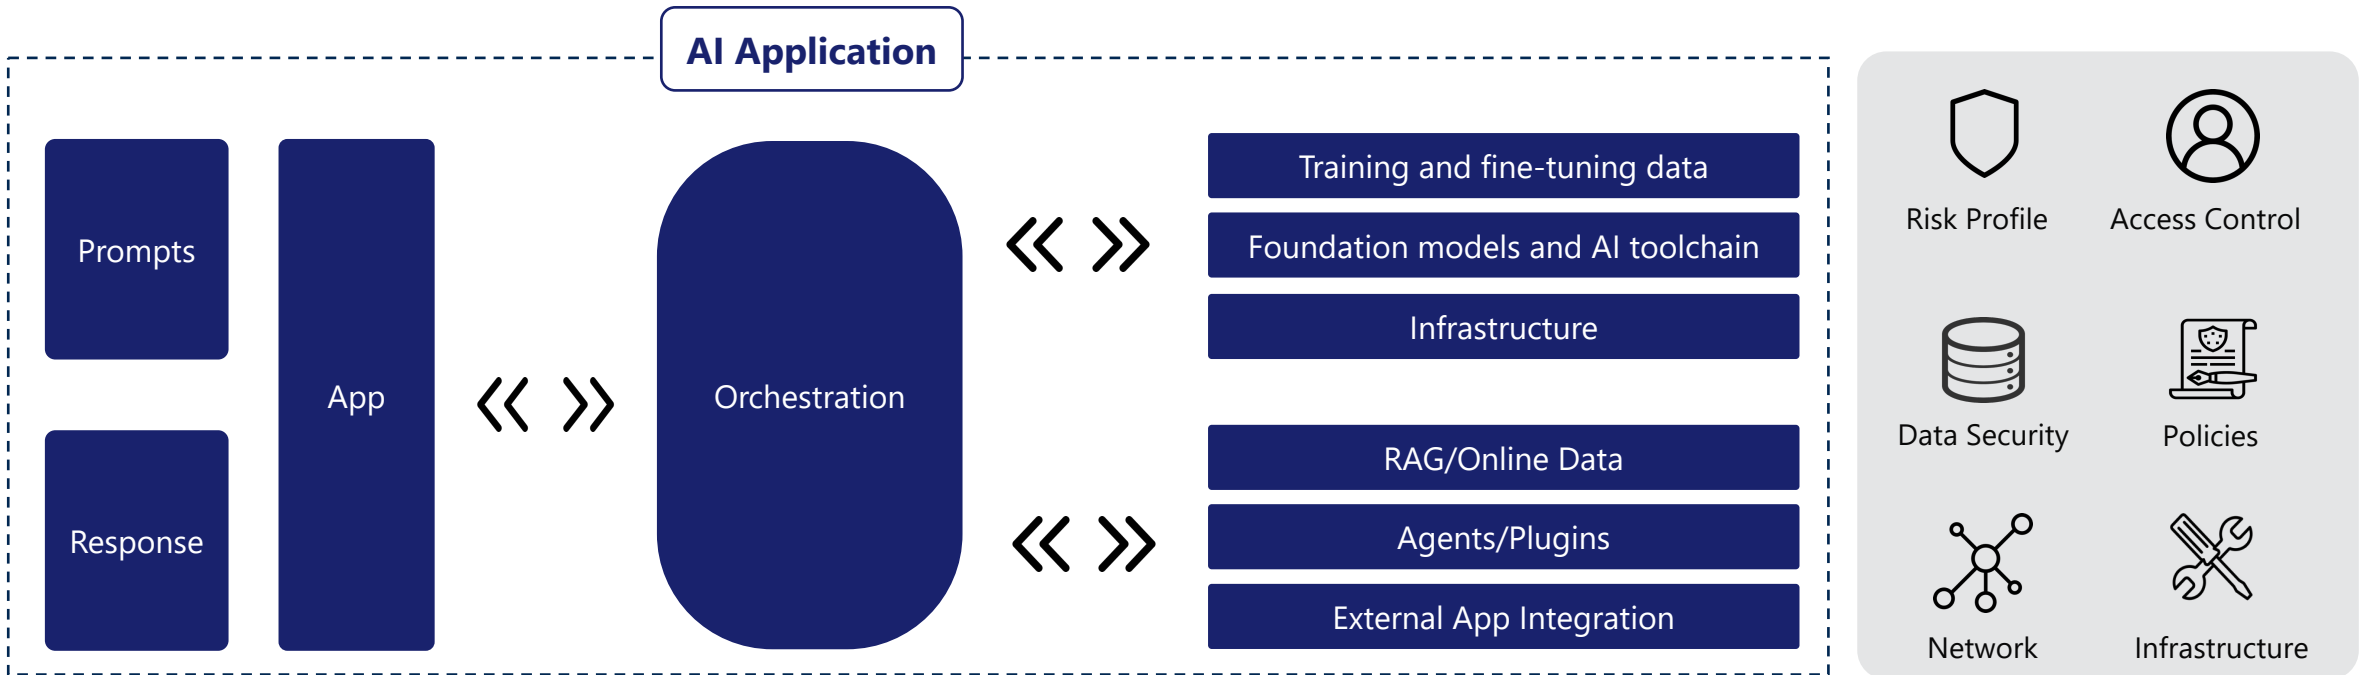 AI Application
Prompts
Response
App
Orchestration
Training and fine-tuning data
Foundation models and AI toolchain
Infrastructure
RAG/Online Data
Agents/Plugins
External App Integration
Risk Profile
Access Control
Data Security
Policies
Network
Infrastructure